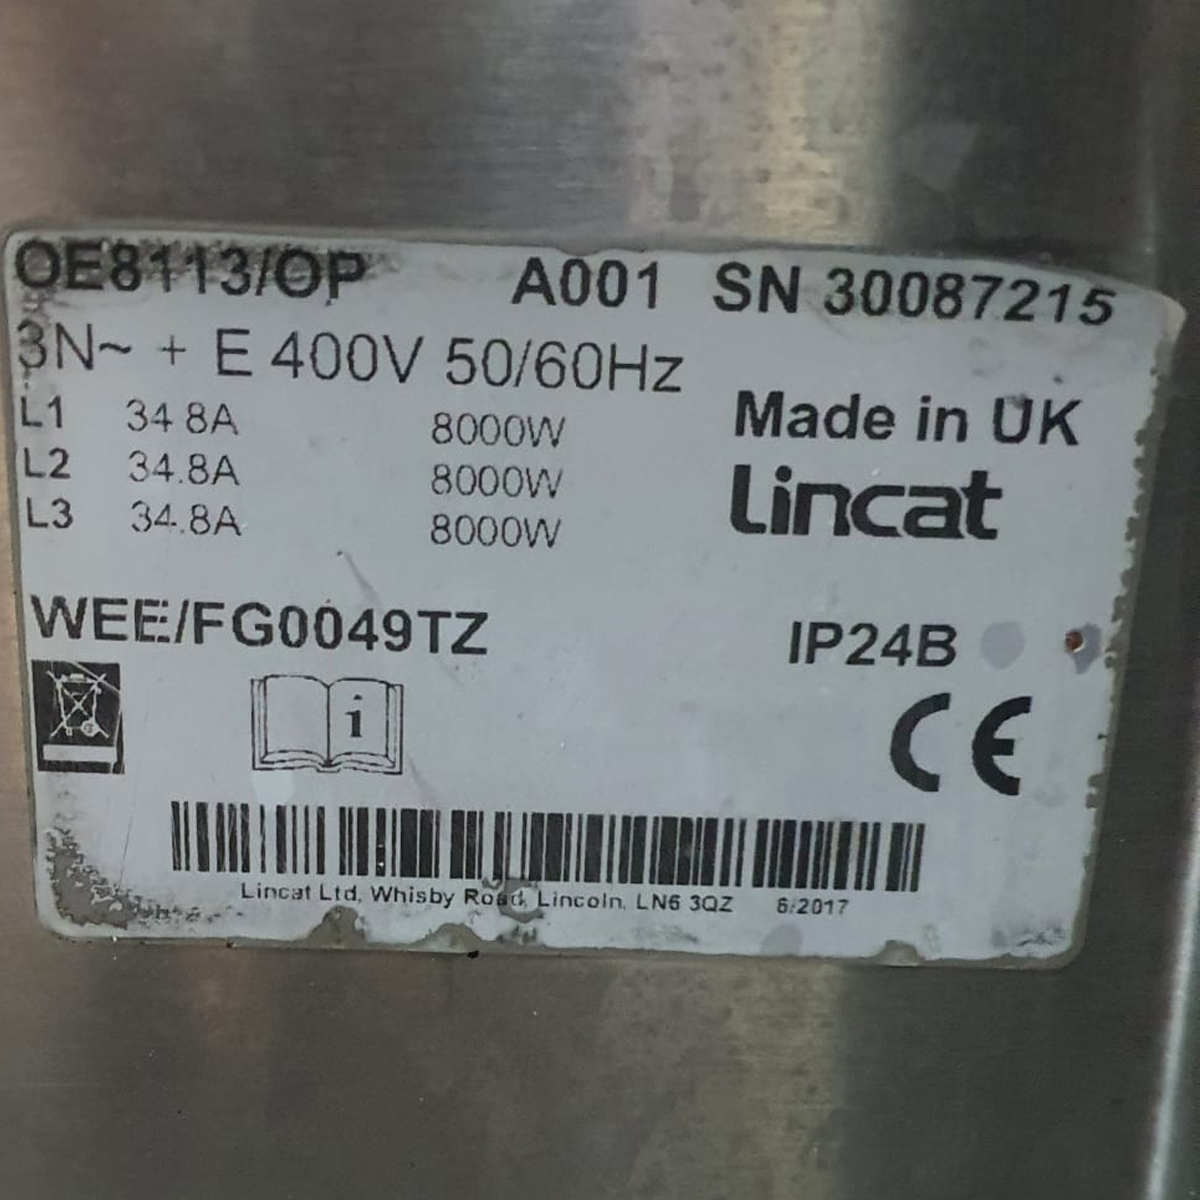 OE8113/OP A001 SN 30087215
3N~ + E 400V 50/60Hz
L1 34.8A 8000W
L2 34.8A 8000W
L3 34.8A 8000W
Made in UK
Lincat
WEE/FG0049TZ IP24B
i
CE
Lincat Ltd, Whisby Road, Lincoln. LN6 3QZ 6/2017